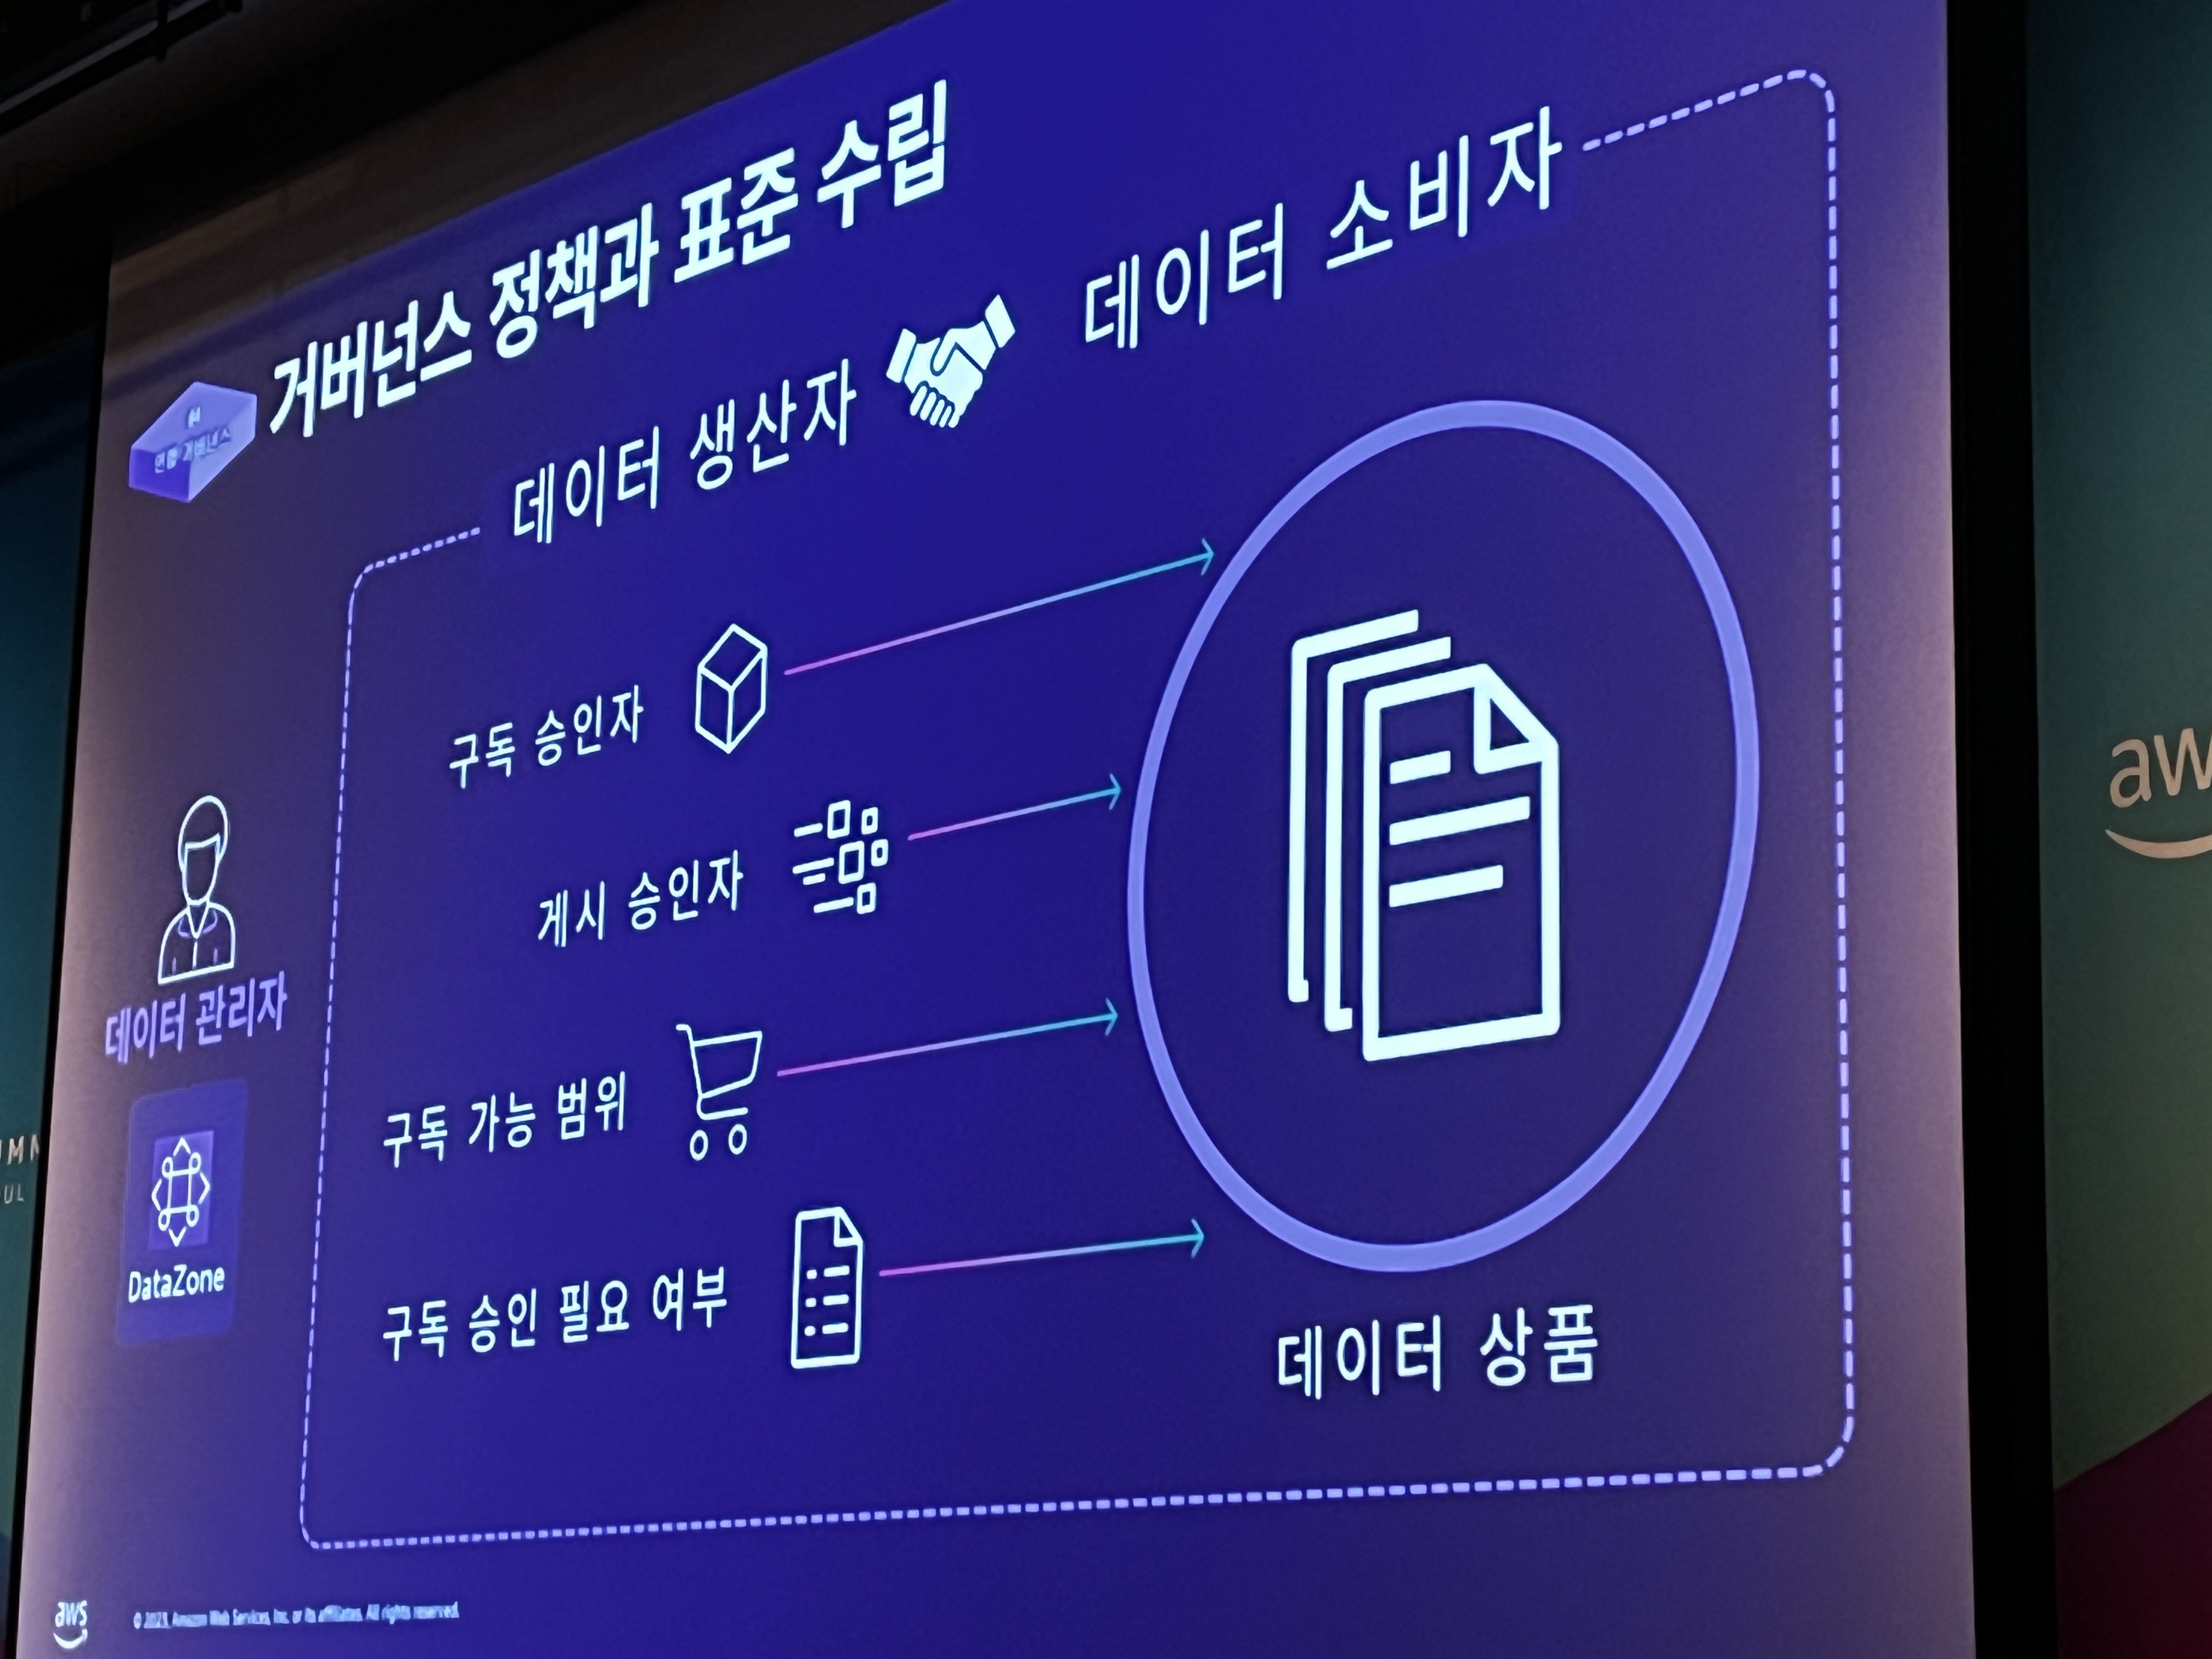 거버넌스 정책과 표준 수립
연합 거버넌스
데이터 생산자
데이터 소비자
구독 승인자
게시 승인자
데이터 관리자
구독 가능 범위
DataZone
구독 승인 필요 여부
데이터 상품
aws
© 2023, Amazon Web Services, Inc. or its affiliates. All rights reserved.
aw
UMM
OUL